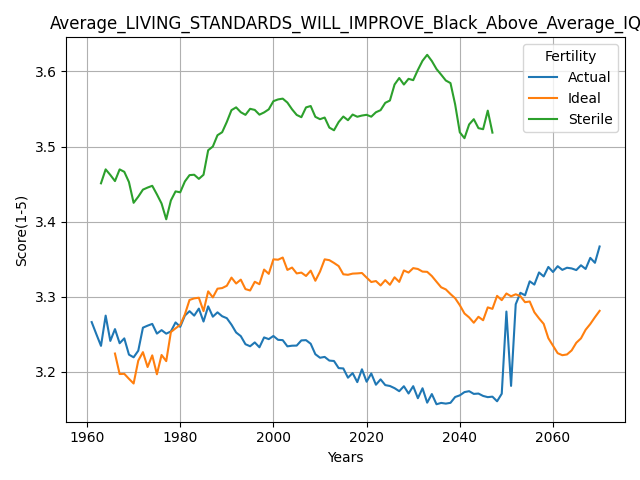 Average_LIVING_STANDARDS_WILL_IMPROVE_Black_Above_Average_IQ
Fertility
Actual
Ideal
Sterile
Score(1-5)
3.6
3.5
3.4
3.3
3.2
1960 1980 2000 2020 2040 2060
Years